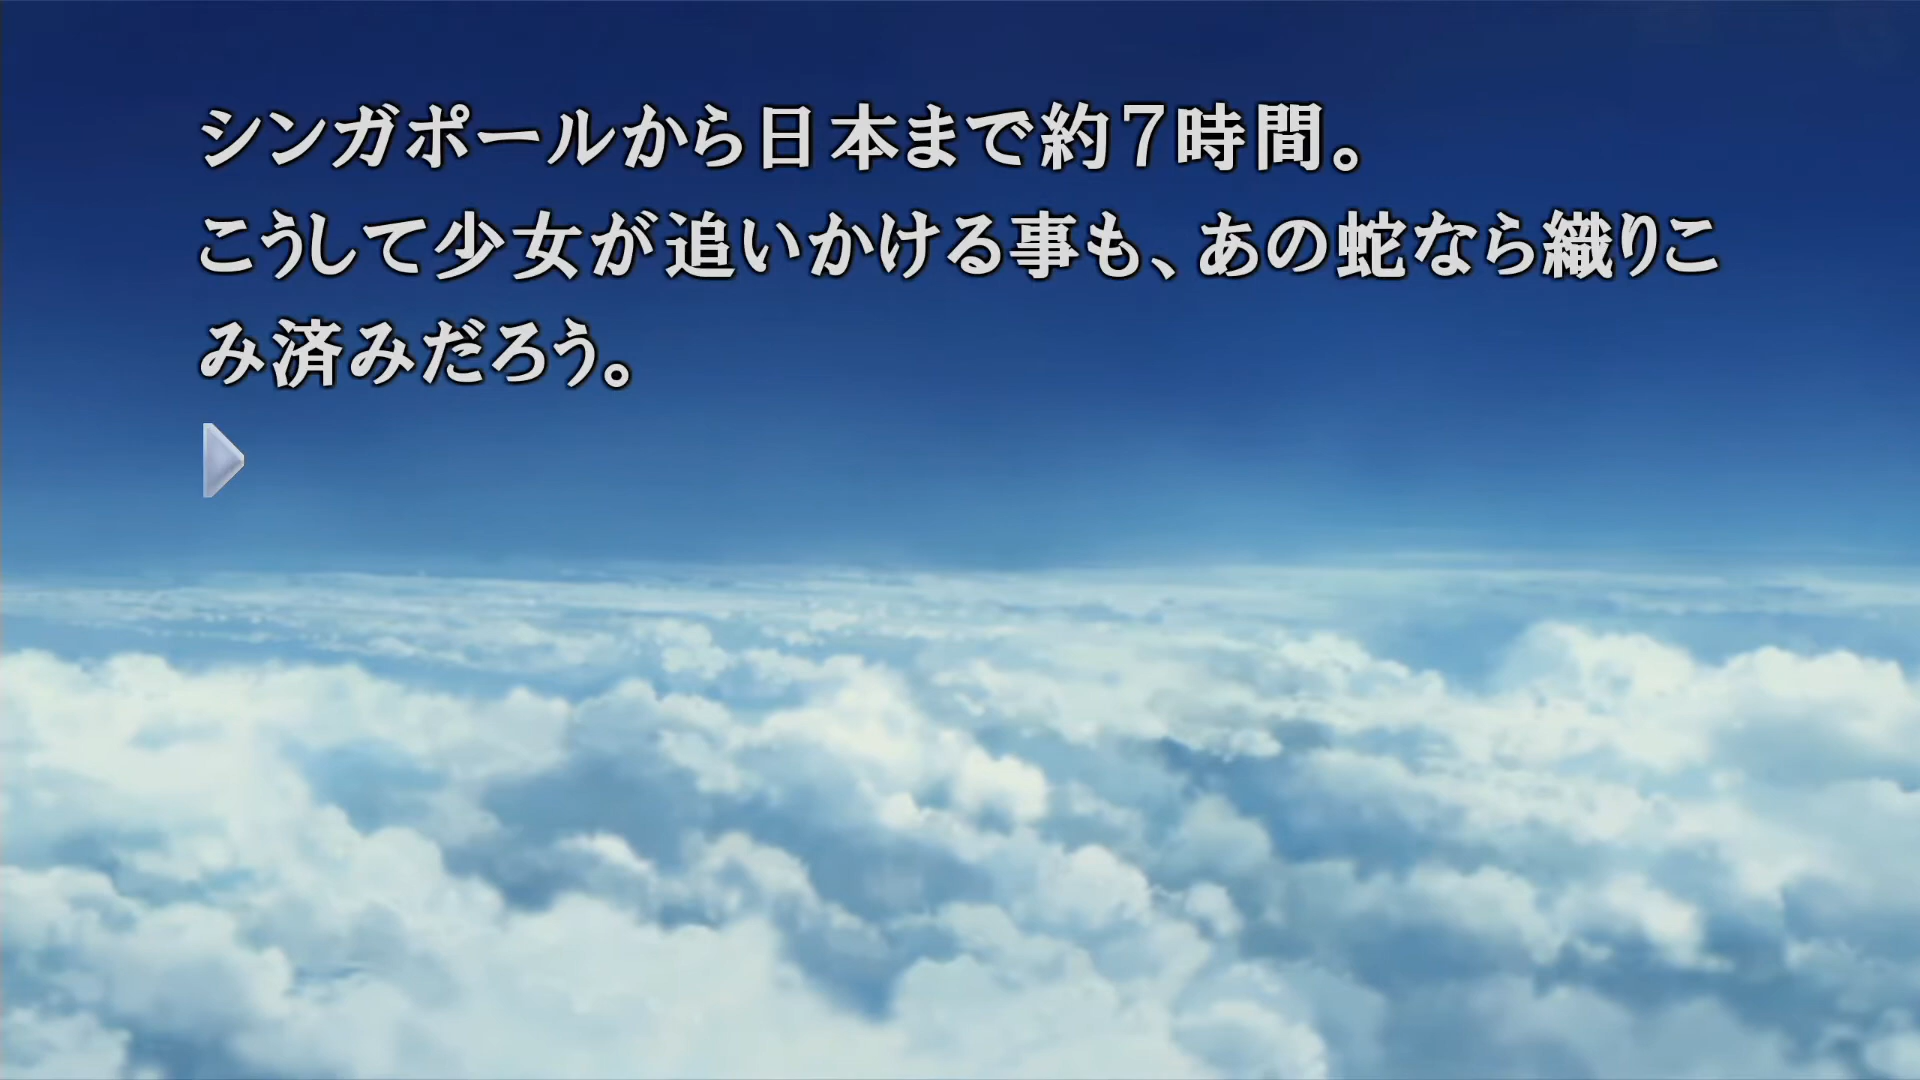 シンガポールから日本まで約７時間。
こうして少女が追いかける事も、あの蛇なら織りこ
み済みだろう。